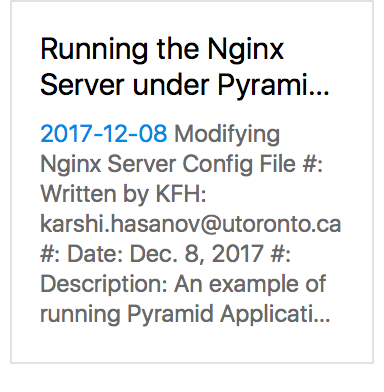 Running the Nginx
Server under Pyrami...
2017-12-08 Modifying
Nginx Server Config File #:
Written by KFH:
karshi.hasanov@utoronto.ca
#: Date: Dec. 8, 2017 #:
Description: An example of
running Pyramid Applicati...